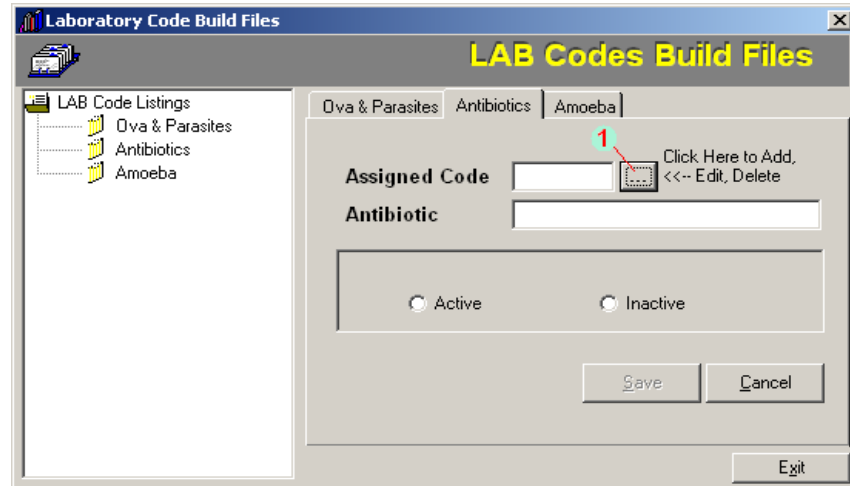 Laboratory Code Build Files
LAB Codes Build Files
LAB Code Listings
Ova & Parasites
Antibiotics
Amoeba
Ova & Parasites
Antibiotics
Amoeba
1
Assigned Code
...
Click Here to Add,
<<-- Edit, Delete
Antibiotic
Active
Inactive
Save
Cancel
Exit